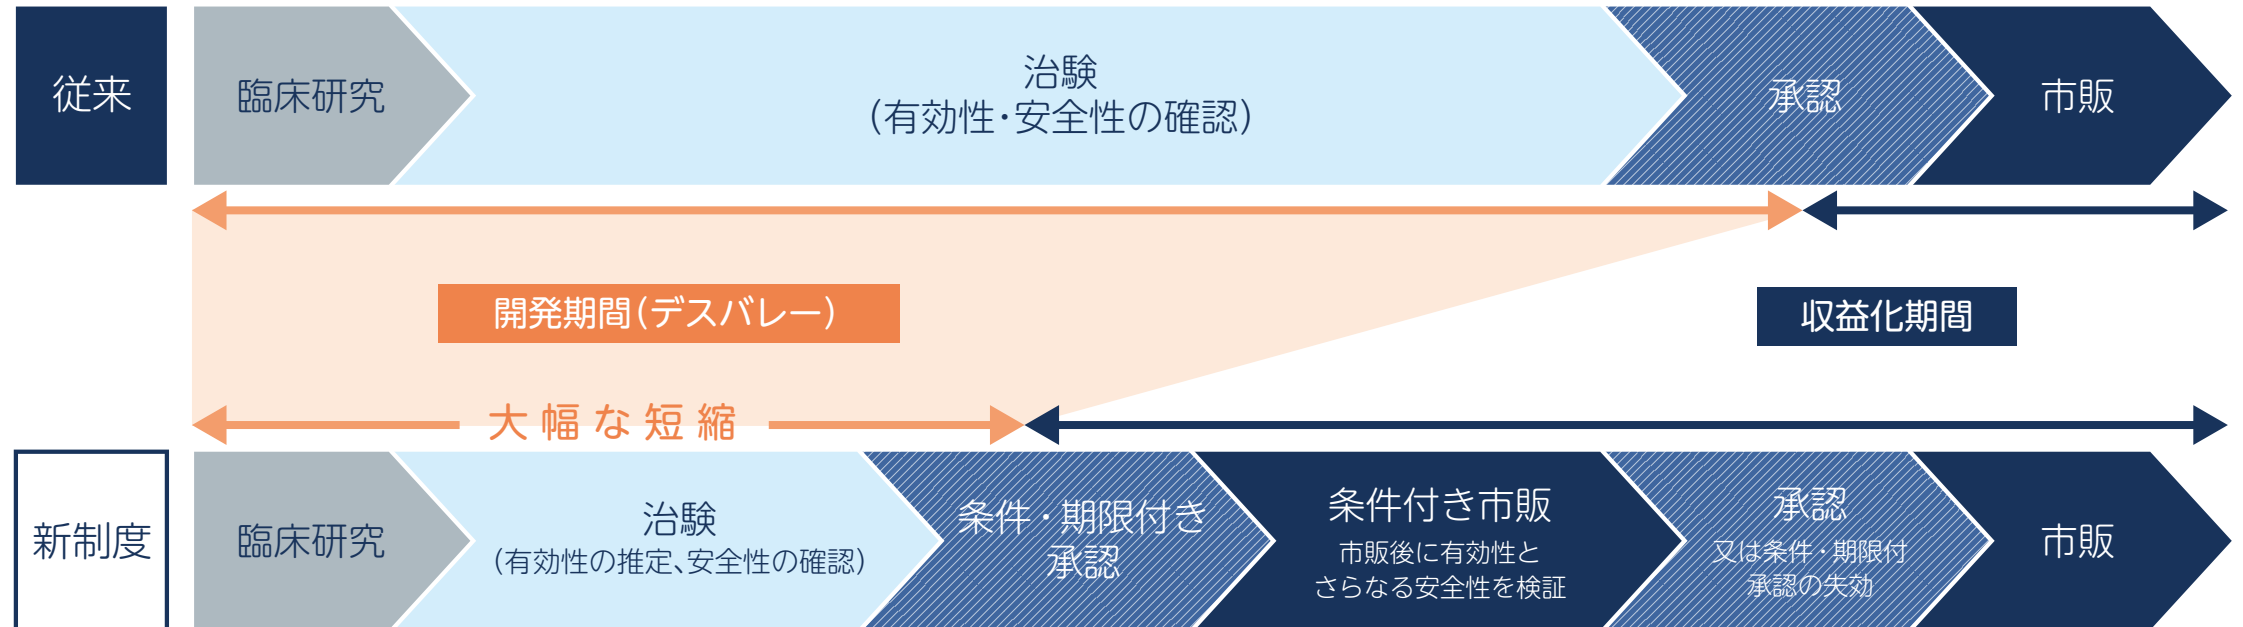 従来
臨床研究
治験
（有効性・安全性の確認）
承認
市販
開発期間（デスバレー）
収益化期間
大幅な短縮
新制度
臨床研究
治験
（有効性の推定、安全性の確認）
条件・期限付き
承認
条件付き市販
市販後に有効性と
さらなる安全性を検証
承認
又は条件・期限付
承認の失効
市販